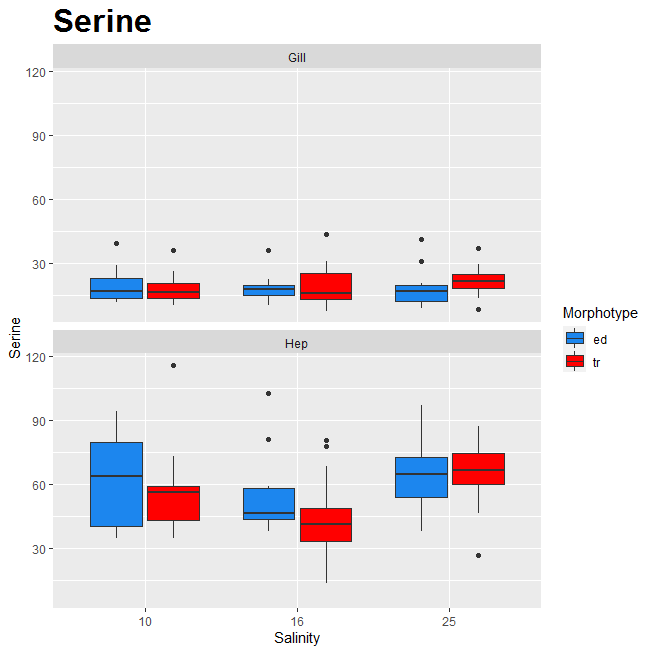 Serine
Gill
120
90
60
30
Hep
120
90
60
30
Serine
10
16
25
Salinity
Morphotype
ed
tr